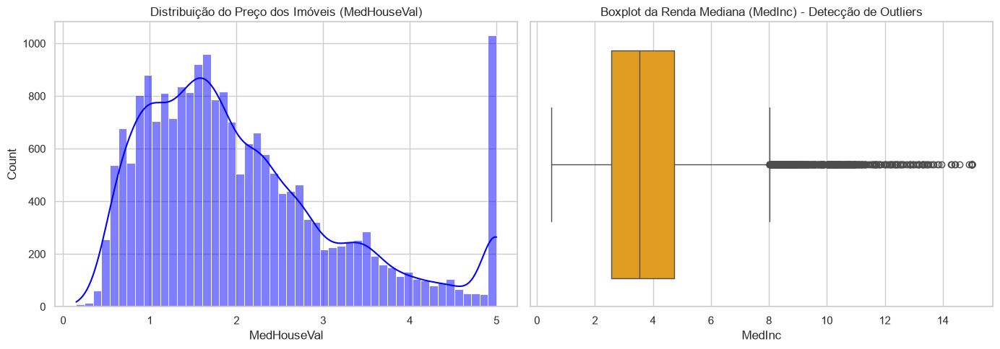 Distribuição do Preço dos Imóveis (MedHouseVal)
Count
1000
800
600
400
200
0
0 1 2 3 4 5
MedHouseVal
Boxplot da Renda Mediana (MedInc) - Detecção de Outliers
0 2 4 6 8 10 12 14
MedInc